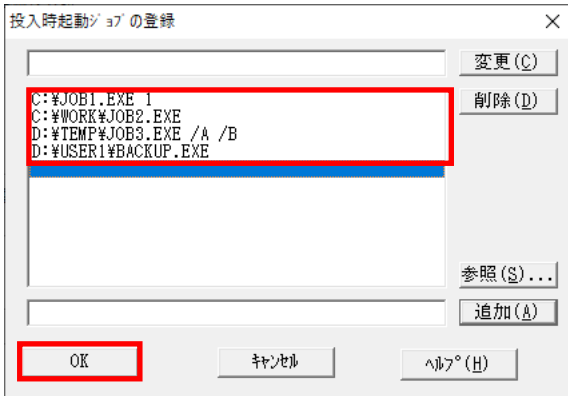 投入時起動ｼﾞｮﾌﾞの登録
変更(C)
C:¥JOB1.EXE 1
C:¥WORK¥JOB2.EXE
D:¥TEMP¥JOB3.EXE /A /B
D:¥USER1¥BACKUP.EXE
削除(D)
参照(S)...
追加(A)
OK
ｷｬﾝｾﾙ
ﾍﾙﾌﾟ(H)